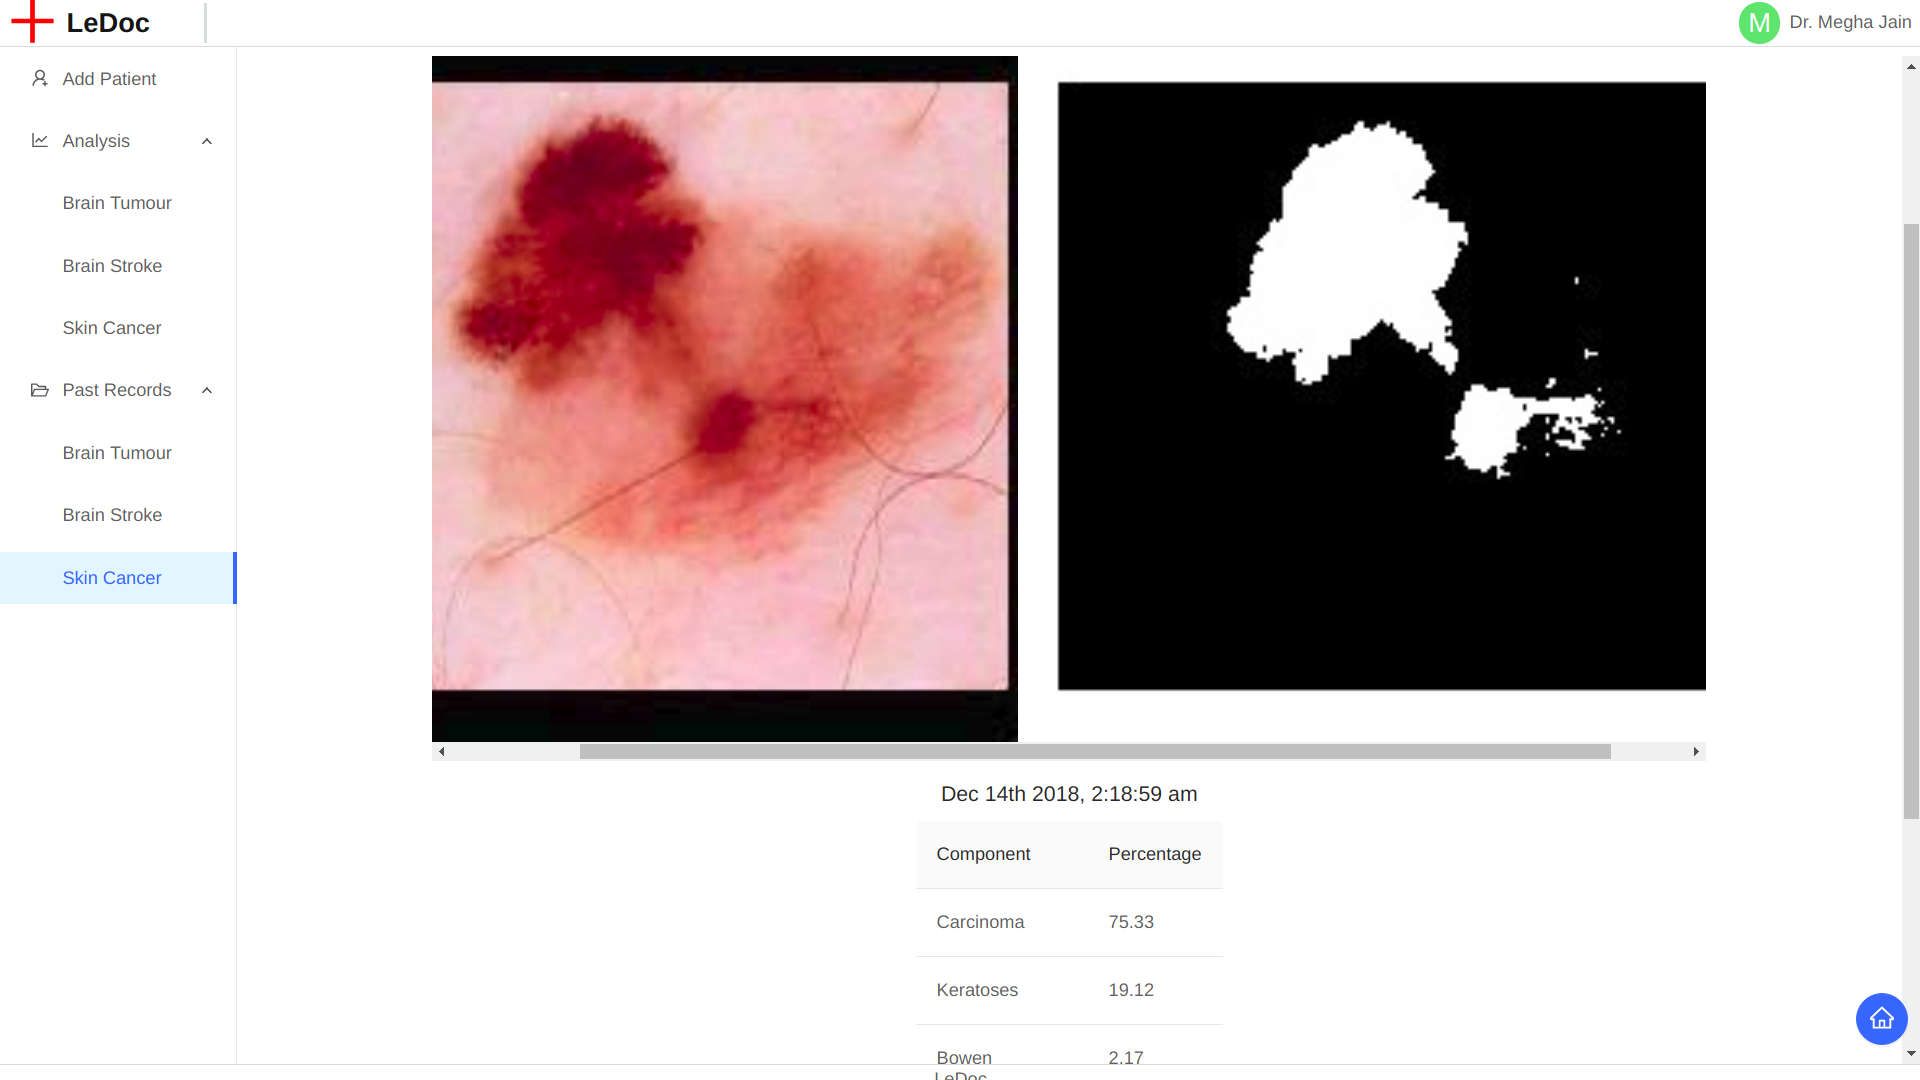 LeDoc
M Dr. Megha Jain
Add Patient
Analysis
Brain Tumour
Brain Stroke
Skin Cancer
Past Records
Brain Tumour
Brain Stroke
Skin Cancer
Dec 14th 2018, 2:18:59 am
Component Percentage
Carcinoma 75.33
Keratoses 19.12
Bowen 2.17
LeDoc